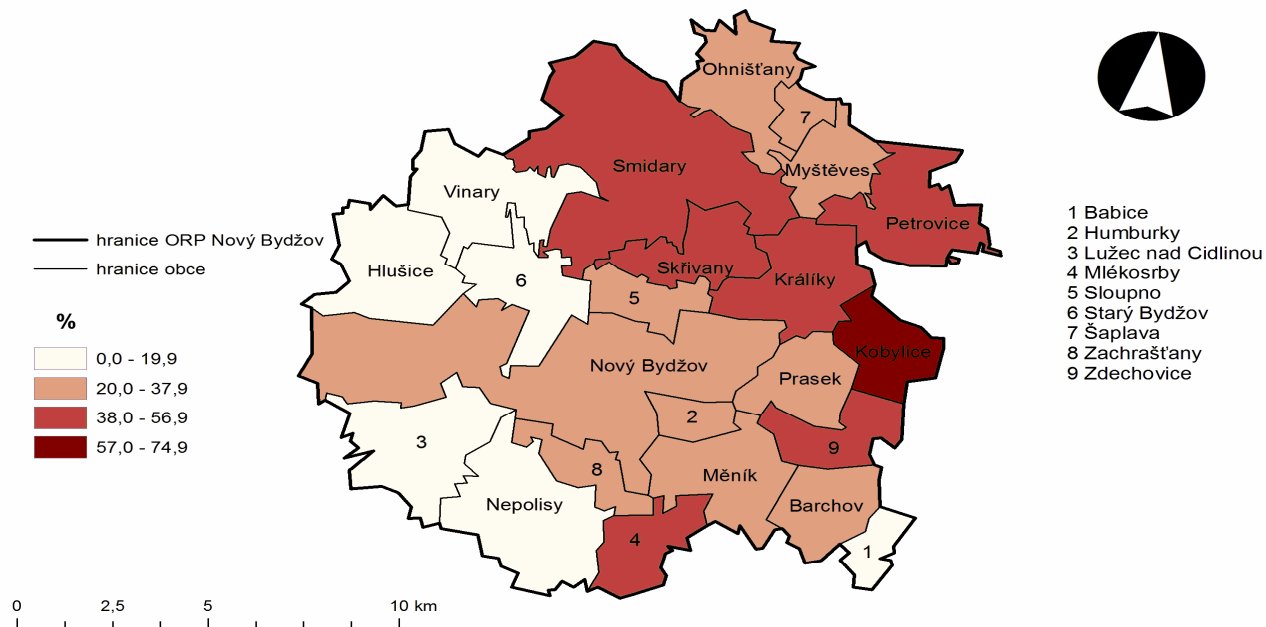 Ohnišťany
7
Smidary
Myštěves
Vinary
Petrovice
hranice ORP Nový Bydžov
hranice obce
Hlušice
Skřivany
Králíky
6
5
%
0,0 - 19,9
20,0 - 37,9
38,0 - 56,9
57,0 - 74,9
Kobylice
Nový Bydžov
Prasek
2
3
9
8
Měník
Nepolisy
Barchov
4
1
1 Babice
2 Humburky
3 Lužec nad Cidlinou
4 Mlékosrby
5 Sloupno
6 Starý Bydžov
7 Šaplava
8 Zachrašťany
9 Zdechovice
0 2,5 5 10 km